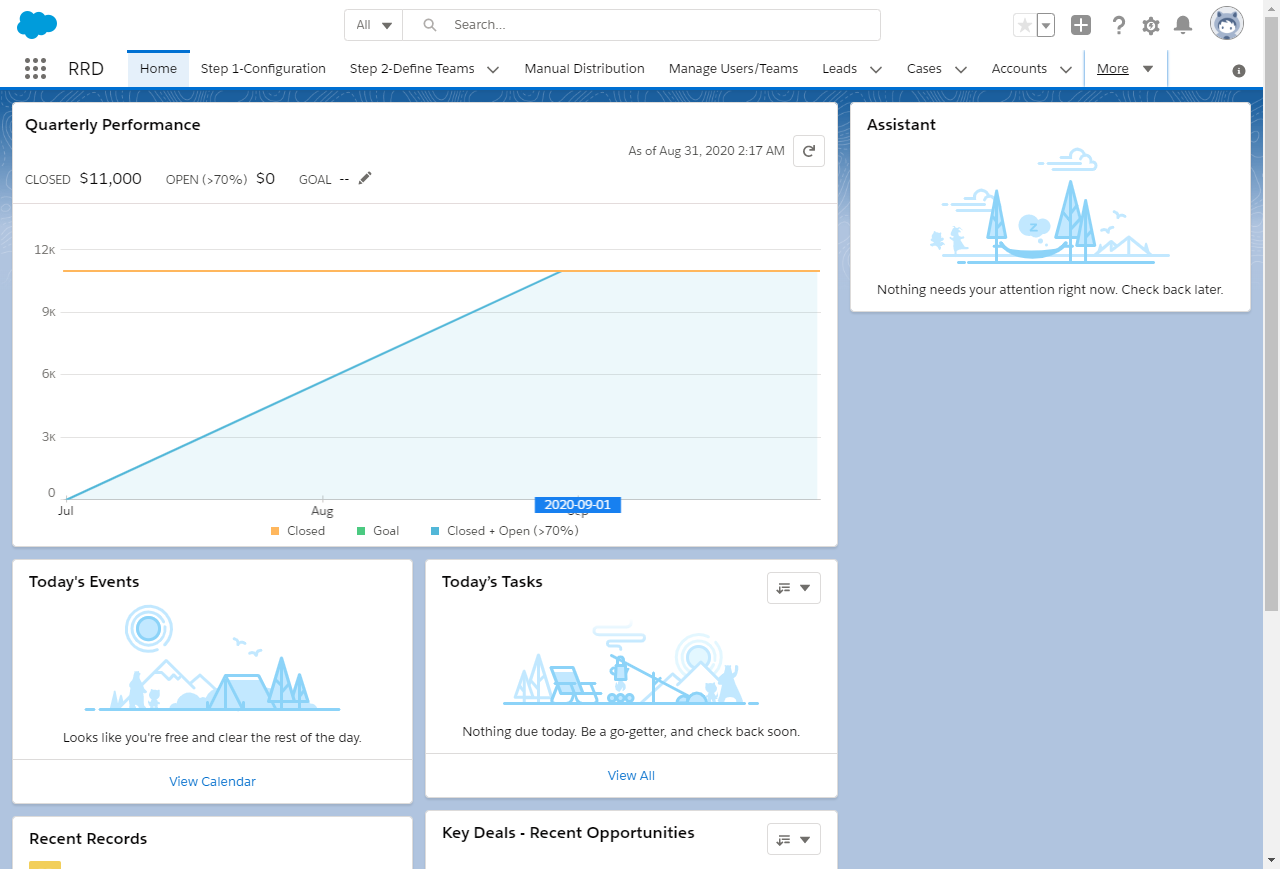 All
Search...
RRD
Home
Step 1-Configuration
Step 2-Define Teams
Manual Distribution
Manage Users/Teams
Leads
Cases
Accounts
More
Quarterly Performance
As of Aug 31, 2020 2:17 AM
CLOSED $11,000
OPEN (>70%) $0
GOAL --
12K
9K
6K
3K
0
Jul
Aug
2020-09-01
Closed
Goal
Closed + Open (>70%)
Assistant
z
Nothing needs your attention right now. Check back later.
Today's Events
Looks like you're free and clear the rest of the day.
View Calendar
Today’s Tasks
Nothing due today. Be a go-getter, and check back soon.
View All
Recent Records
Key Deals - Recent Opportunities